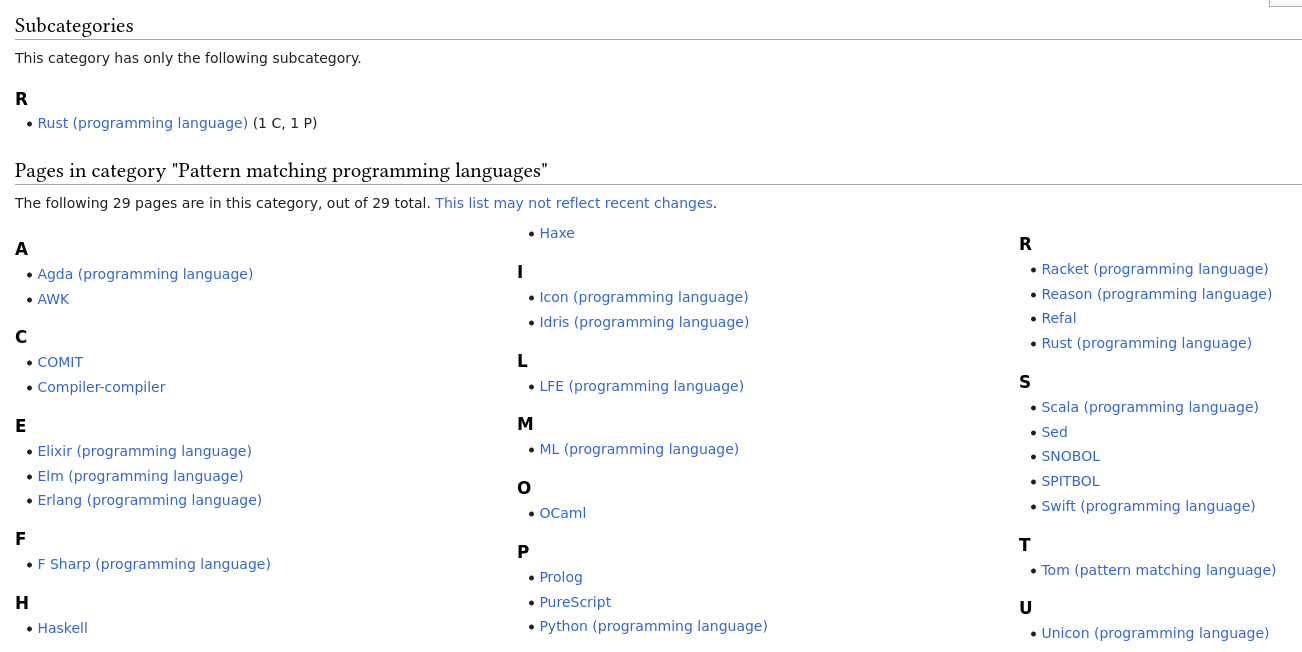 Subcategories
This category has only the following subcategory.
R
• Rust (programming language) (1 C, 1 P)
Pages in category "Pattern matching programming languages"
The following 29 pages are in this category, out of 29 total. This list may not reflect recent changes.
A
• Agda (programming language)
• AWK
C
• COMIT
• Compiler-compiler
E
• Elixir (programming language)
• Elm (programming language)
• Erlang (programming language)
F
• F Sharp (programming language)
H
• Haskell
• Haxe
I
• Icon (programming language)
• Idris (programming language)
L
• LFE (programming language)
M
• ML (programming language)
O
• OCaml
P
• Prolog
• PureScript
• Python (programming language)
R
• Racket (programming language)
• Reason (programming language)
• Refal
• Rust (programming language)
S
• Scala (programming language)
• Sed
• SNOBOL
• SPITBOL
• Swift (programming language)
T
• Tom (pattern matching language)
U
• Unicon (programming language)